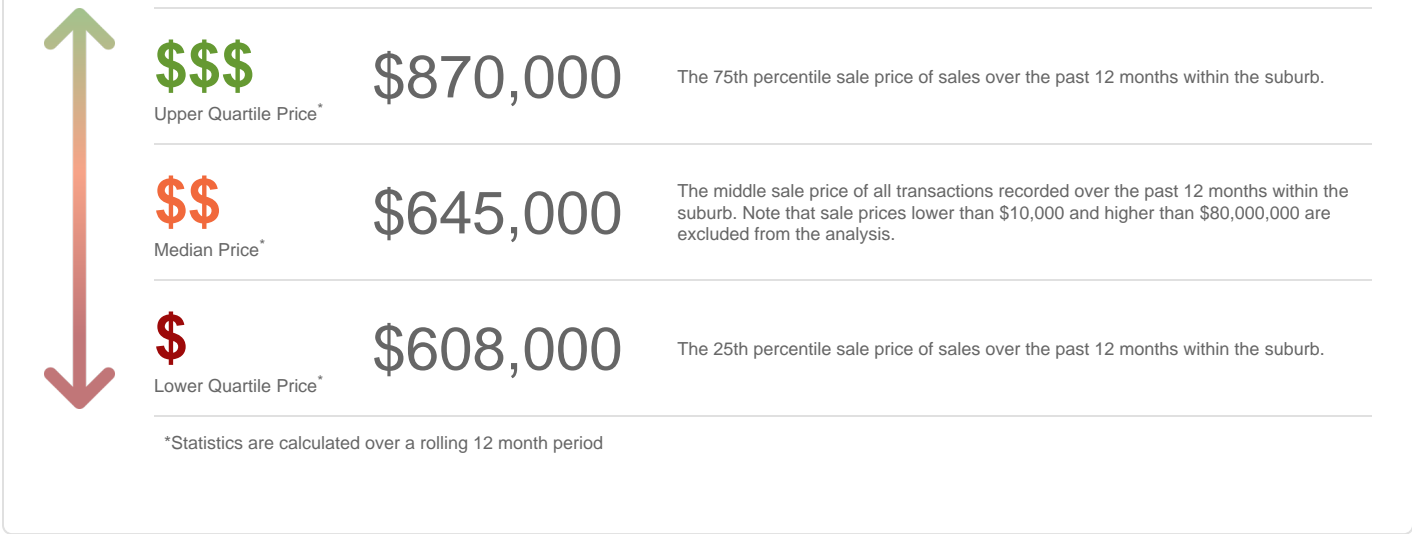 $$$
Upper Quartile Price*
$870,000
The 75th percentile sale price of sales over the past 12 months within the suburb.
$$
Median Price*
$645,000
The middle sale price of all transactions recorded over the past 12 months within the
suburb. Note that sale prices lower than $10,000 and higher than $80,000,000 are
excluded from the analysis.
$
Lower Quartile Price*
$608,000
The 25th percentile sale price of sales over the past 12 months within the suburb.
*Statistics are calculated over a rolling 12 month period